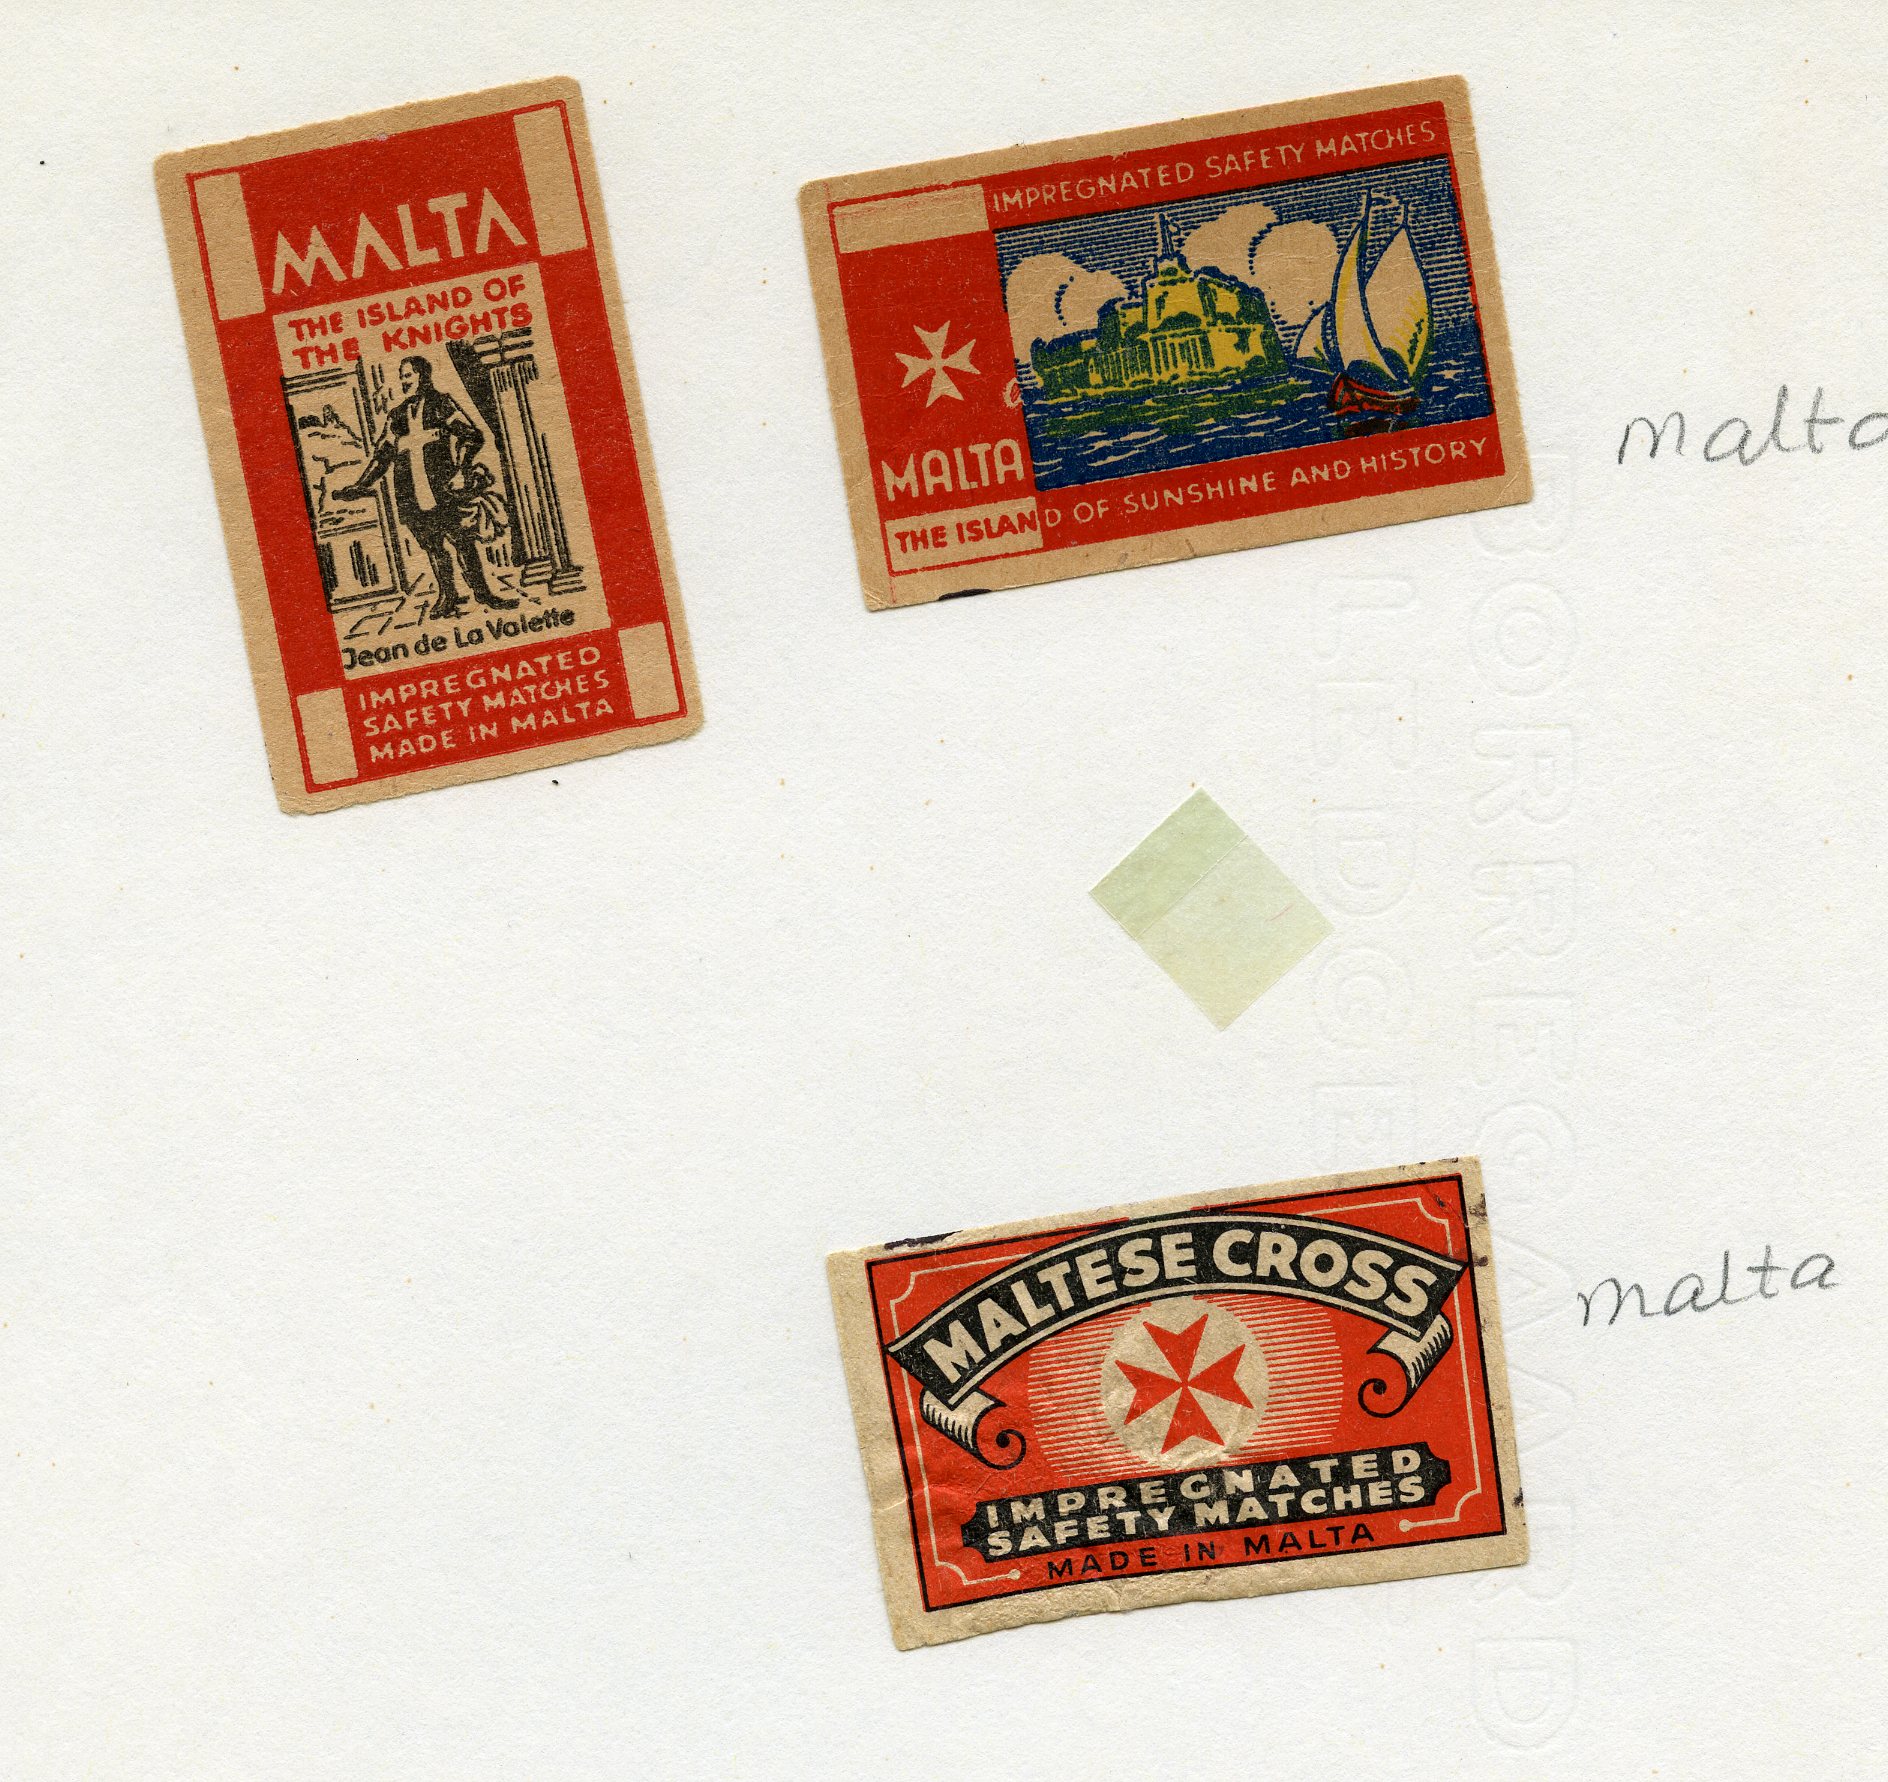 MALTA
THE ISLAND OF
THE KNIGHTS
Jean de La Valette
IMPREGNATED
SAFETY MATCHES
MADE IN MALTA
IMPREGNATED SAFETY MATCHES
MALTA
THE ISLAND OF SUNSHINE AND HISTORY
malta
MALTESE CROSS
IMPREGNATED
SAFETY MATCHES
MADE IN MALTA
malta
BORREGAARD